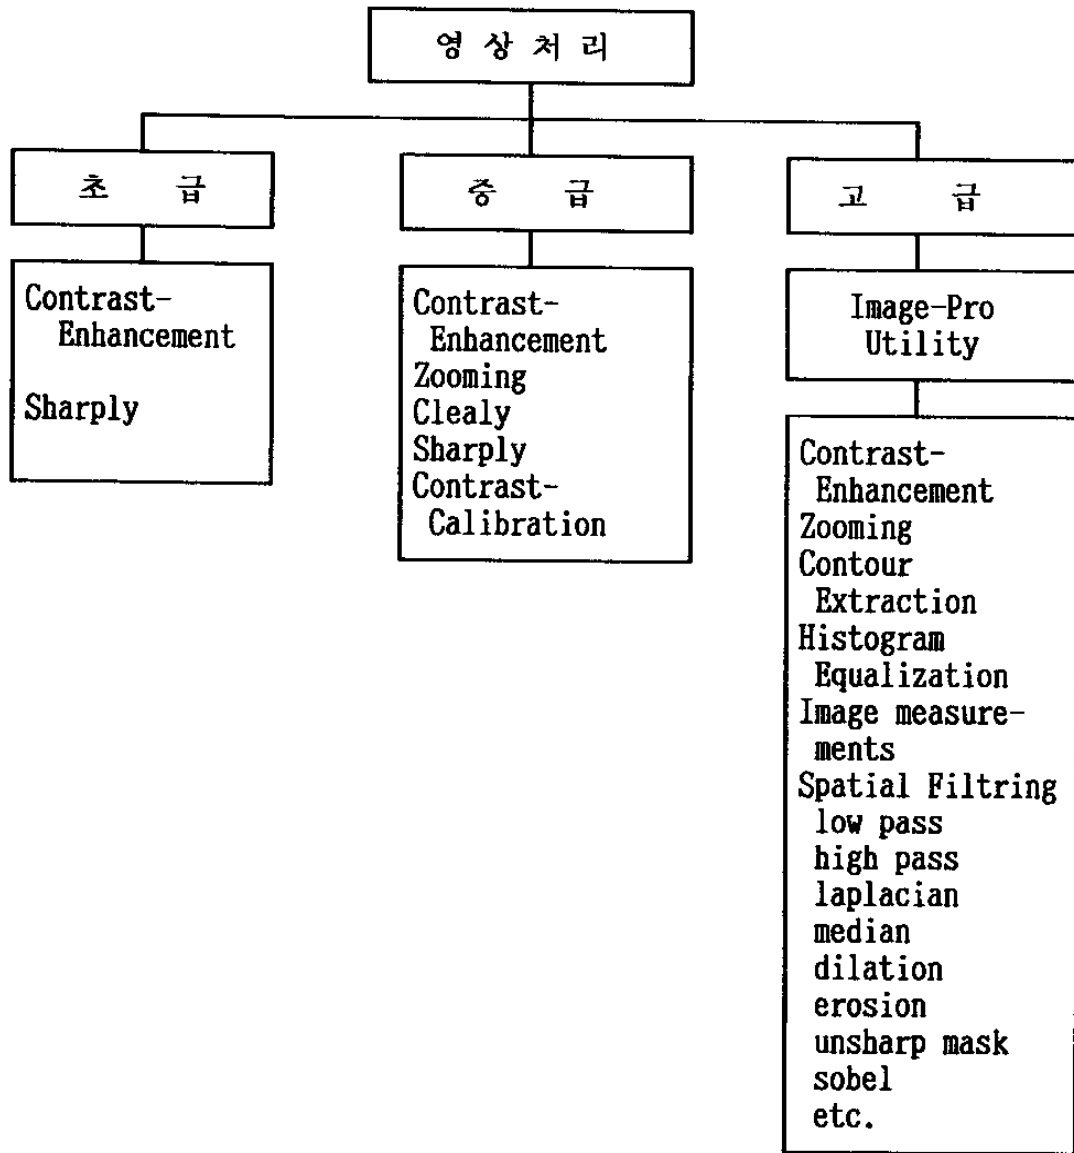 영 상 처 리
초 급
중 급
고 급
Contrast-
Enhancement
Sharply
Contrast-
Enhancement
Zooming
Clealy
Sharply
Contrast-
Calibration
Image-Pro
Utility
Contrast-
Enhancement
Zooming
Contour
Extraction
Histogram
Equalization
Image measure-
ments
Spatial Filtring
low pass
high pass
laplacian
median
dilation
erosion
unsharp mask
sobel
etc.